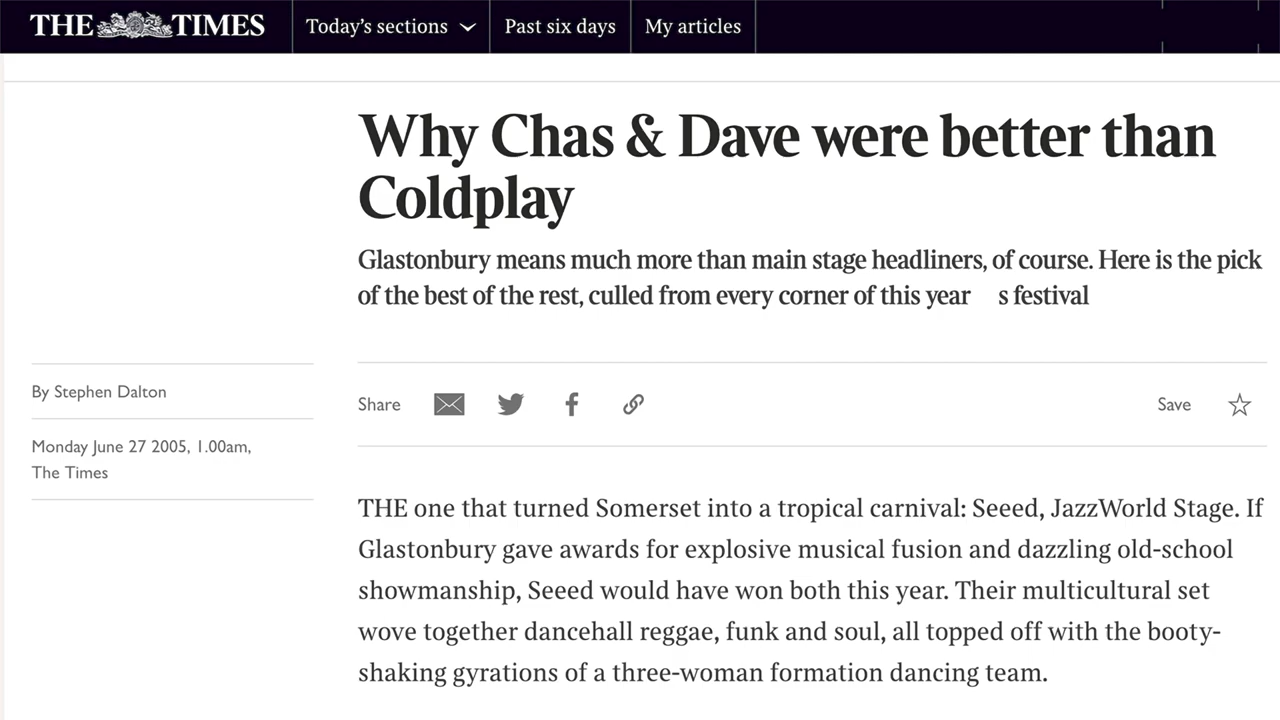 THE TIMES
Today's sections
Past six days
My articles
Why Chas & Dave were better than
Coldplay
Glastonbury means much more than main stage headliners, of course. Here is the pick
of the best of the rest, culled from every corner of this year s festival
By Stephen Dalton
Monday June 27 2005, 1.00am,
The Times
Share
Save
THE one that turned Somerset into a tropical carnival: Seeed, JazzWorld Stage. If
Glastonbury gave awards for explosive musical fusion and dazzling old-school
showmanship, Seeed would have won both this year. Their multicultural set
wove together dancehall reggae, funk and soul, all topped off with the booty-
shaking gyrations of a three-woman formation dancing team.